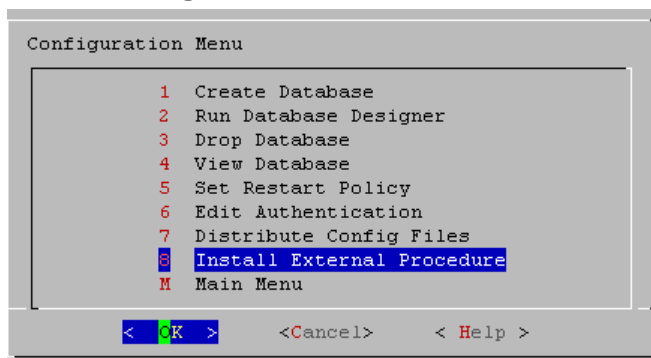 Configuration Menu
1 Create Database
2 Run Database Designer
3 Drop Database
4 View Database
5 Set Restart Policy
6 Edit Authentication
7 Distribute Config Files
8 Install External Procedure
M Main Menu
< OK > <Cancel> < Help >